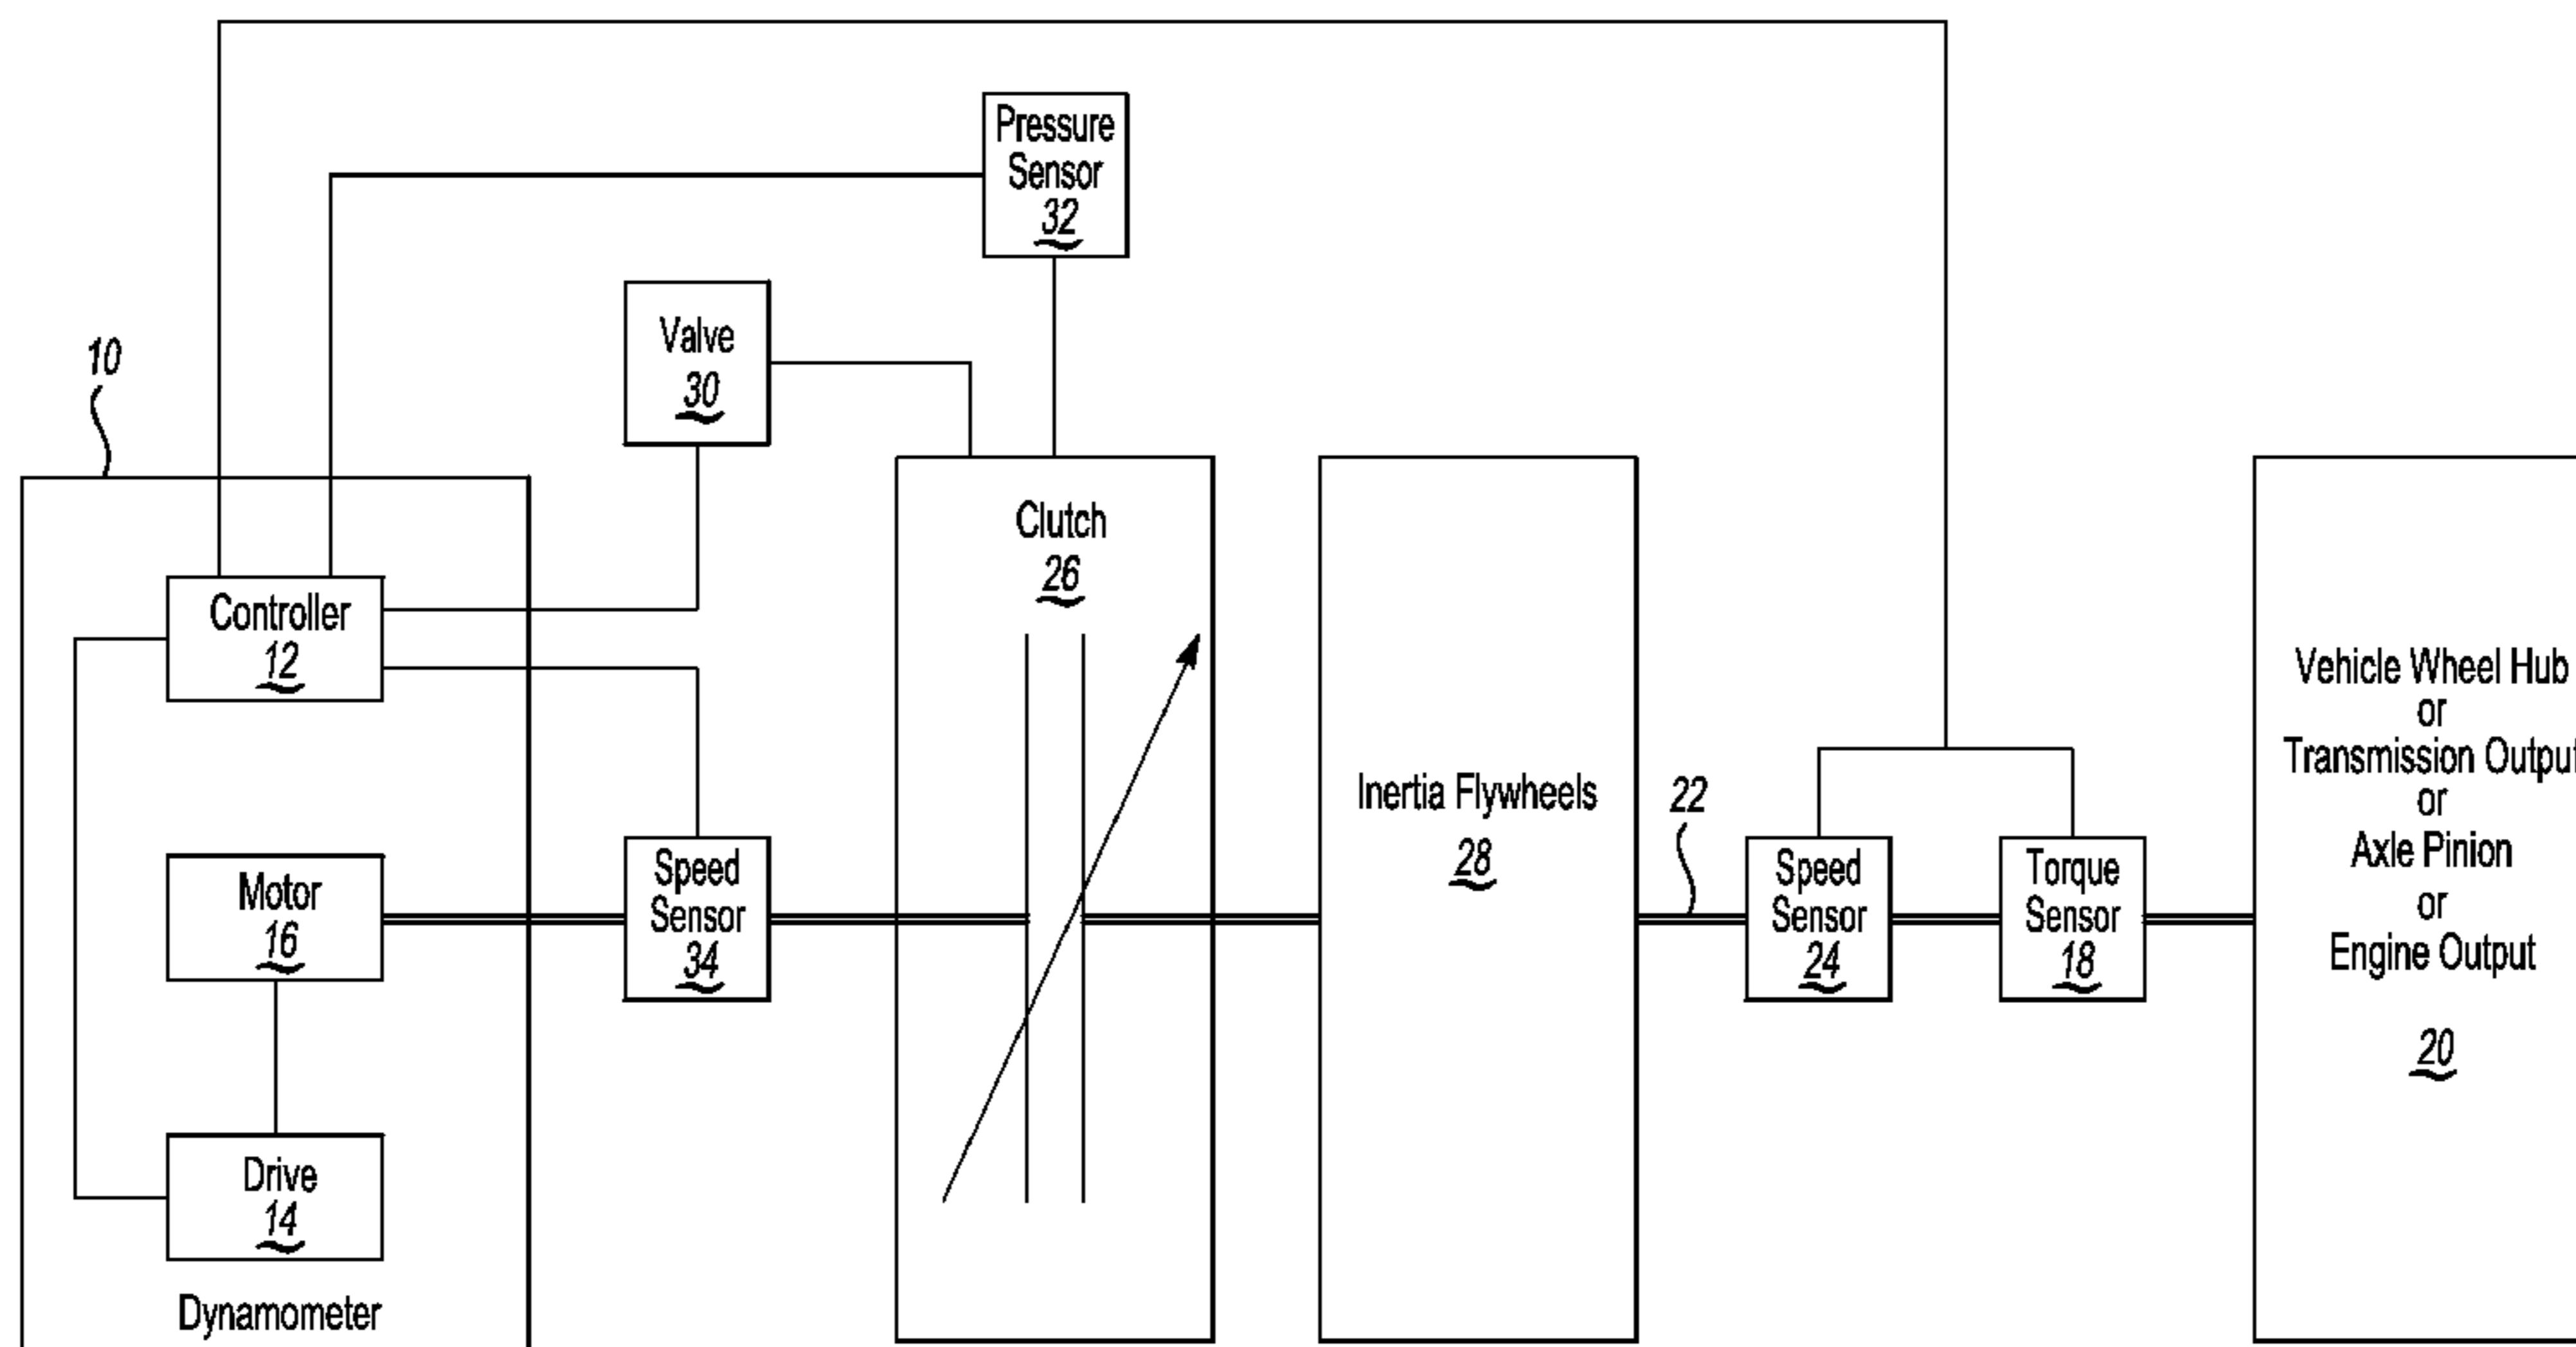 Pressure
Sensor
32
Valve
30
10
Clutch
26
Controller
12
Vehicle Wheel Hub
or
Transmission Output
or
Axle Pinion
or
Engine Output
20
Inertia Flywheels
28
22
Speed
Sensor
34
Speed
Sensor
24
Torque
Sensor
18
Motor
16
Drive
14
Dynamometer